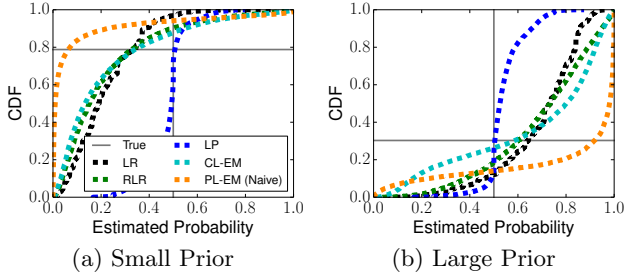 1.0
0.8
0.6
0.4
0.2
0.0
CDF
True
LR
RLR
LP
CL-EM
PL-EM (Naive)
0.0 0.2 0.4 0.6 0.8 1.0
Estimated Probability
(a) Small Prior
1.0
0.8
0.6
0.4
0.2
0.0
CDF
0.0 0.2 0.4 0.6 0.8 1.0
Estimated Probability
(b) Large Prior